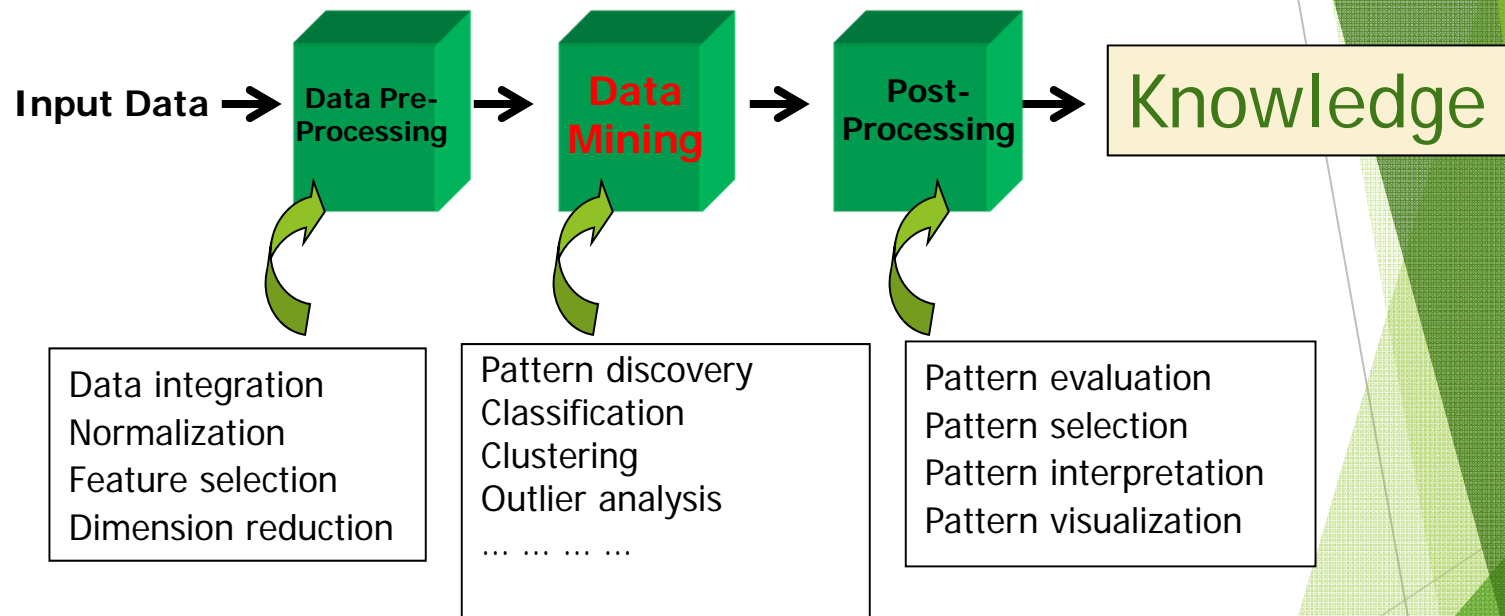 Input Data
Data Pre-
Processing
Data
Mining
Post-
Processing
Knowledge
Data integration
Normalization
Feature selection
Dimension reduction
Pattern discovery
Classification
Clustering
Outlier analysis
… … … …
Pattern evaluation
Pattern selection
Pattern interpretation
Pattern visualization